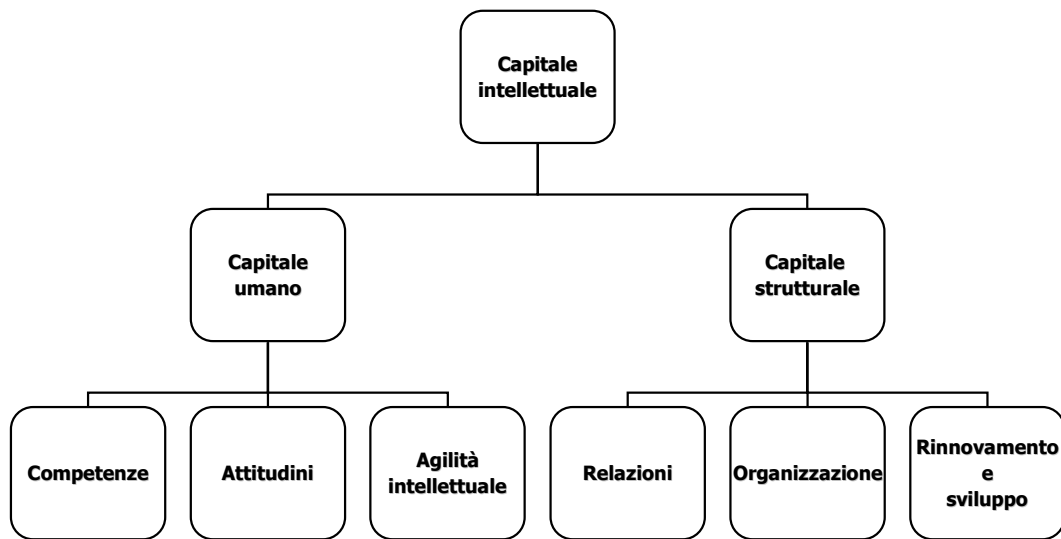 Capitale
intellettuale
Capitale
umano
Capitale
strutturale
Competenze
Attitudini
Agilità
intellettuale
Relazioni
Organizzazione
Rinnovamento
e
sviluppo